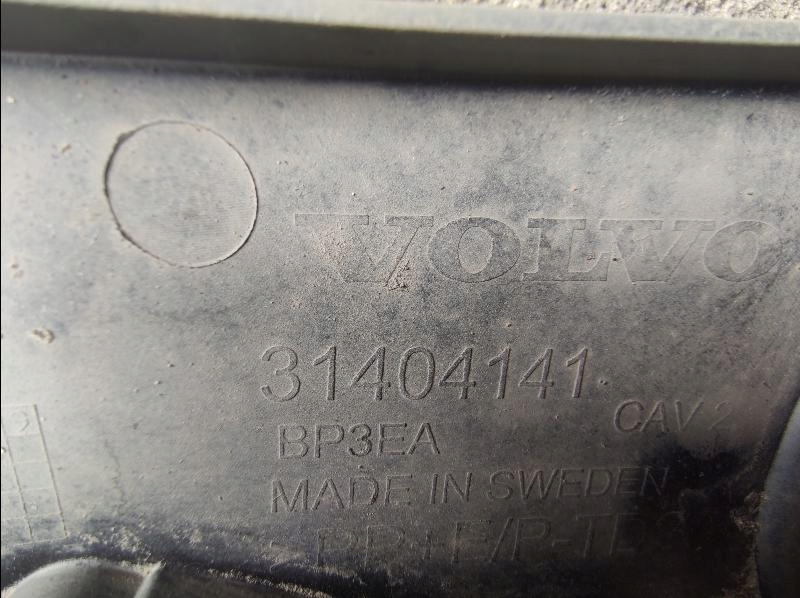 VOLVO
31404141
BP3EA
CAV 2
MADE IN SWEDEN